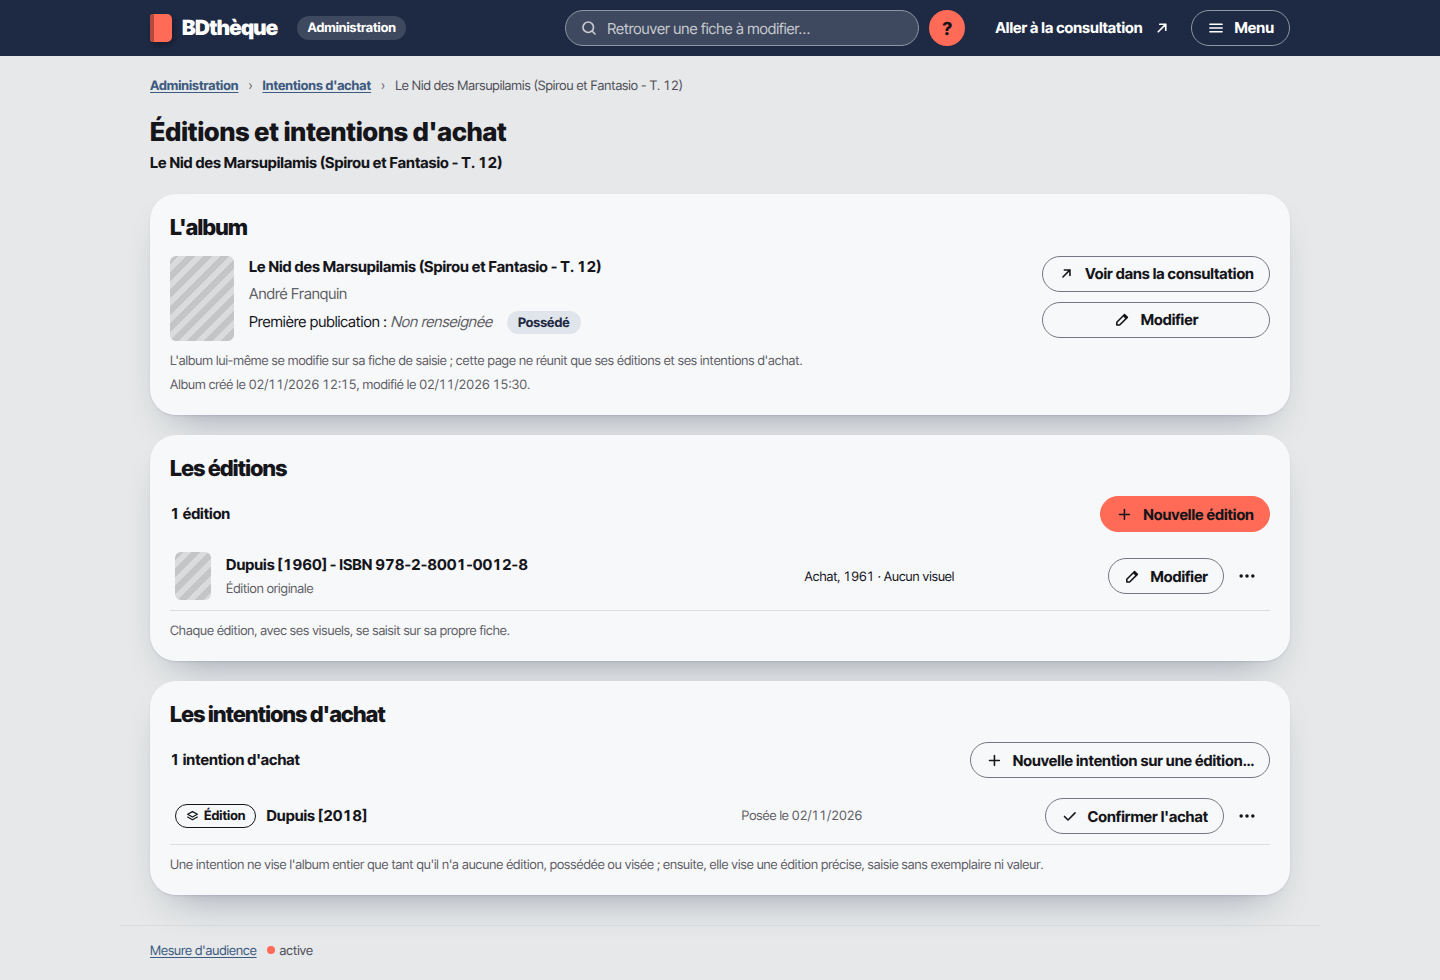 BDthèque Administration Retrouver une fiche à modifier... ? Aller à la consultation Menu
Administration › Intentions d'achat › Le Nid des Marsupilamis (Spirou et Fantasio - T. 12)
Éditions et intentions d'achat
Le Nid des Marsupilamis (Spirou et Fantasio - T. 12)
L'album
Le Nid des Marsupilamis (Spirou et Fantasio - T. 12)
André Franquin
Première publication : Non renseignée Possédé
Voir dans la consultation
Modifier
L'album lui-même se modifie sur sa fiche de saisie ; cette page ne réunit que ses éditions et ses intentions d'achat.
Album créé le 02/11/2026 12:15, modifié le 02/11/2026 15:30.
Les éditions
1 édition Nouvelle édition
Dupuis [1960] - ISBN 978-2-8001-0012-8
Édition originale
Achat, 1961 · Aucun visuel Modifier
Chaque édition, avec ses visuels, se saisit sur sa propre fiche.
Les intentions d'achat
1 intention d'achat Nouvelle intention sur une édition...
Édition Dupuis [2018] Posée le 02/11/2026 Confirmer l'achat
Une intention ne vise l'album entier que tant qu'il n'a aucune édition, possédée ou visée ; ensuite, elle vise une édition précise, saisie sans exemplaire ni valeur.
Mesure d'audience active